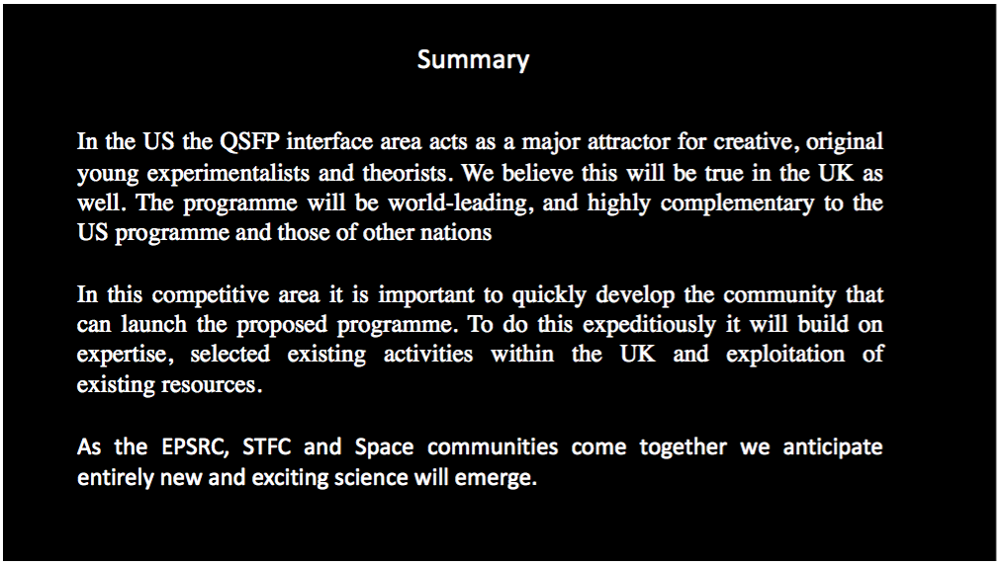 Summary
In the US the QSFP interface area acts as a major attractor for creative, original
young experimentalists and theorists. We believe this will be true in the UK as
well. The programme will be world-leading, and highly complementary to the
US programme and those of other nations
In this competitive area it is important to quickly develop the community that
can launch the proposed programme. To do this expeditiously it will build on
expertise, selected existing activities within the UK and exploitation of
existing resources.
As the EPSRC, STFC and Space communities come together we anticipate
entirely new and exciting science will emerge.